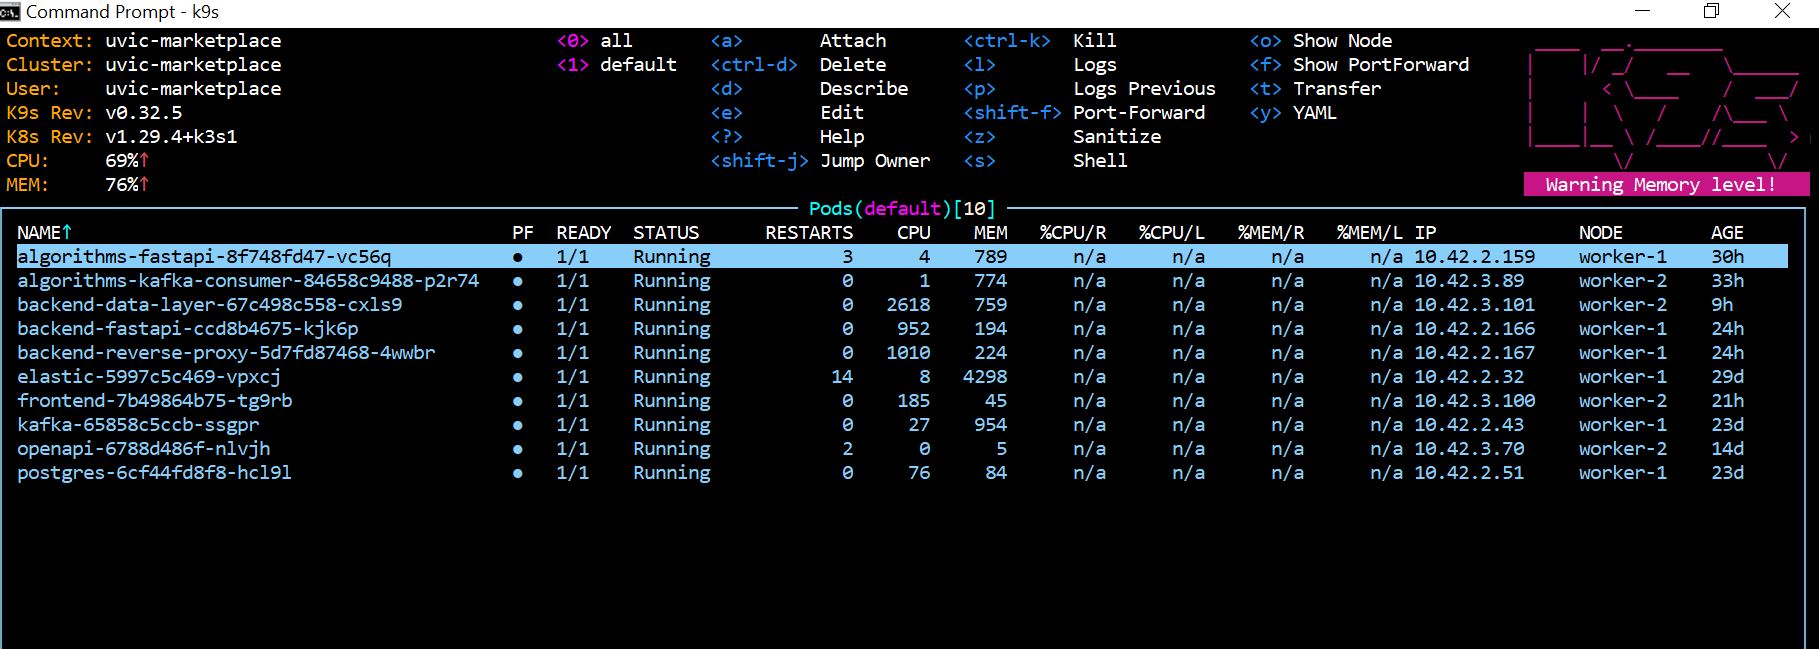 Command Prompt - k9s
Context: uvic-marketplace <0> all <a> Attach <ctrl-k> Kill <o> Show Node
Cluster: uvic-marketplace <1> default <ctrl-d> Delete <l> Logs <f> Show PortForward
User: uvic-marketplace <d> Describe <p> Logs Previous <t> Transfer
K9s Rev: v0.32.5 <e> Edit <shift-f> Port-Forward <y> YAML
K8s Rev: v1.29.4+k3s1 <?> Help <z> Sanitize
CPU: 69%↑ <shift-j> Jump Owner <s> Shell
MEM: 76%↑ Warning Memory level!
Pods(default)[10]
NAME↑ PF READY STATUS RESTARTS CPU MEM %CPU/R %CPU/L %MEM/R %MEM/L IP NODE AGE
algorithms-fastapi-8f748fd47-vc56q ● 1/1 Running 3 4 789 n/a n/a n/a n/a 10.42.2.159 worker-1 30h
algorithms-kafka-consumer-84658c9488-p2r74 ● 1/1 Running 0 1 774 n/a n/a n/a n/a 10.42.3.89 worker-2 33h
backend-data-layer-67c498c558-cxls9 ● 1/1 Running 0 2618 759 n/a n/a n/a n/a 10.42.3.101 worker-2 9h
backend-fastapi-ccd8b4675-kjk6p ● 1/1 Running 0 952 194 n/a n/a n/a n/a 10.42.2.166 worker-1 24h
backend-reverse-proxy-5d7fd87468-4wwbr ● 1/1 Running 0 1010 224 n/a n/a n/a n/a 10.42.2.167 worker-1 24h
elastic-5997c5c469-vpxcj ● 1/1 Running 14 8 4298 n/a n/a n/a n/a 10.42.2.32 worker-1 29d
frontend-7b49864b75-tg9rb ● 1/1 Running 0 185 45 n/a n/a n/a n/a 10.42.3.100 worker-2 21h
kafka-65858c5ccb-ssgpr ● 1/1 Running 0 27 954 n/a n/a n/a n/a 10.42.2.43 worker-1 23d
openapi-6788d486f-nlvjh ● 1/1 Running 2 0 5 n/a n/a n/a n/a 10.42.3.70 worker-2 14d
postgres-6cf44fd8f8-hcl9l ● 1/1 Running 0 76 84 n/a n/a n/a n/a 10.42.2.51 worker-1 23d